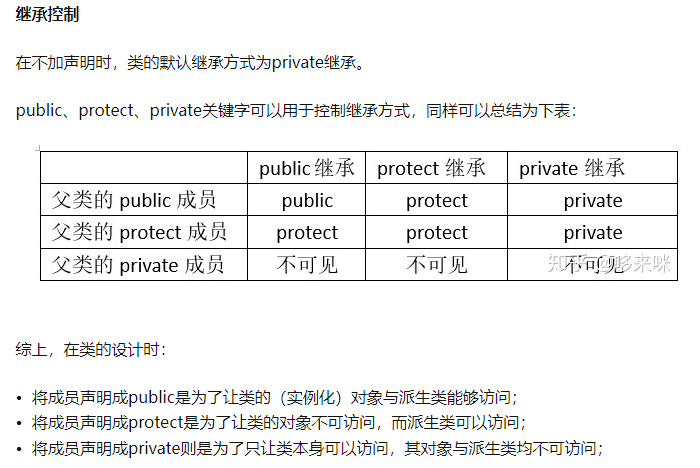 继承控制
在不加声明时，类的默认继承方式为private继承。
public、protect、private关键字可以用于控制继承方式，同样可以总结为下表：
public 继承 protect 继承 private 继承
父类的 public 成员 public protect private
父类的 protect 成员 protect protect private
父类的 private 成员 不可见 不可见 不可见
知乎 @哆来咪
综上，在类的设计时：
• 将成员声明成public是为了让类的（实例化）对象与派生类能够访问；
• 将成员声明成protect是为了让类的对象不可访问，而派生类可以访问；
• 将成员声明成private则是为了只让类本身可以访问，其对象与派生类均不可访问；